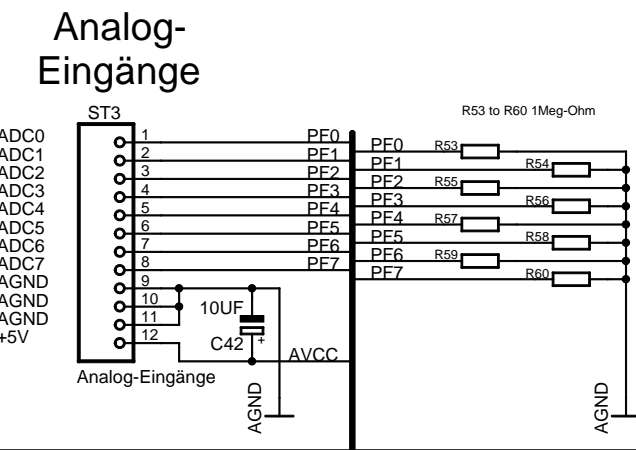 Analog-
Eingänge
ST3
R53 to R60 1Meg-Ohm
ADC0 1 PF0 PF0 R53
ADC1 2 PF1 PF1 R54
ADC2 3 PF2 PF2 R55
ADC3 4 PF3 PF3 R56
ADC4 5 PF4 PF4 R57
ADC5 6 PF5 PF5 R58
ADC6 7 PF6 PF6 R59
ADC7 8 PF7 PF7 R60
AGND 9
AGND 10 10UF
AGND 11
+5V 12 C42 +
AVCC
Analog-Eingänge
AGND
AGND